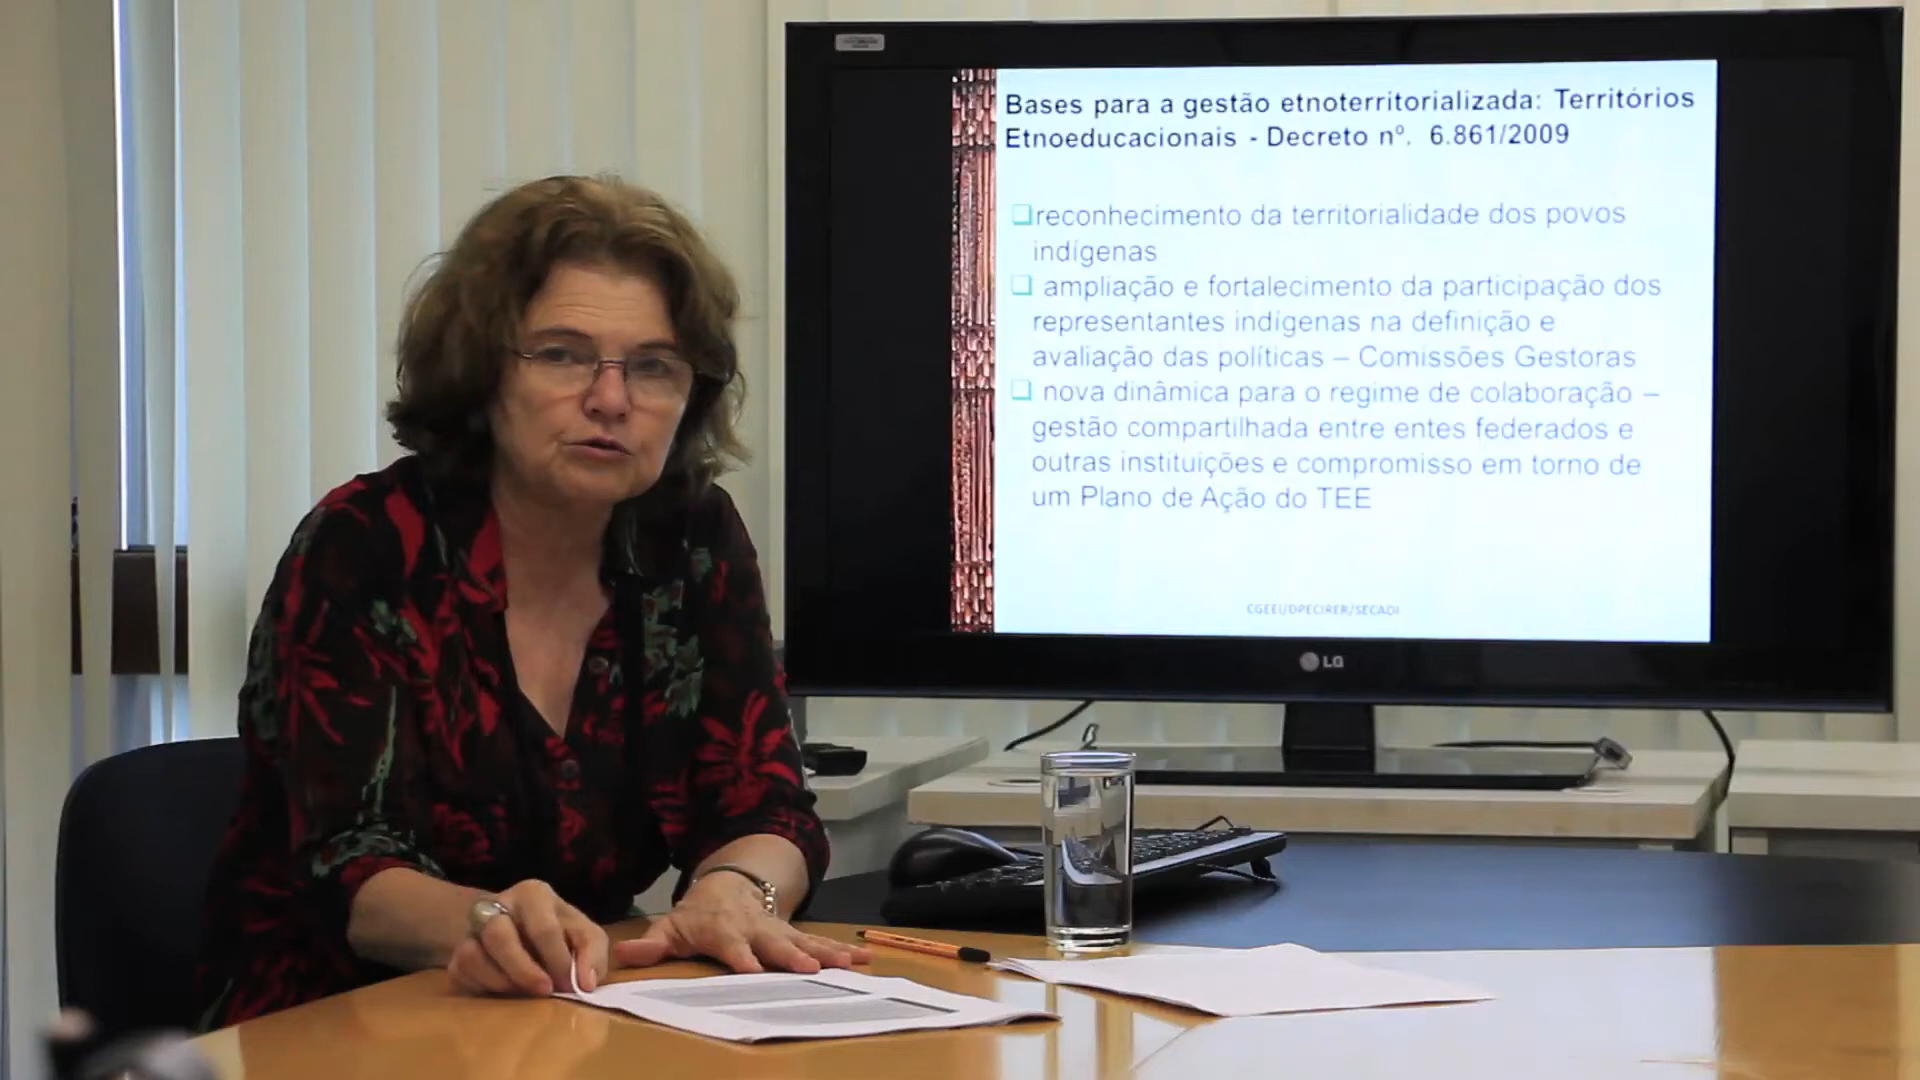 Bases para a gestão etnoterritorializada: Territórios
Etnoeducacionais - Decreto nº. 6.861/2009
reconhecimento da territorialidade dos povos
indígenas
ampliação e fortalecimento da participação dos
representantes indígenas na definição e
avaliação das políticas – Comissões Gestoras
nova dinâmica para o regime de colaboração –
gestão compartilhada entre entes federados e
outras instituições e compromisso em torno de
um Plano de Ação do TEE
CGEEI/DPECIRER/SECADI
LG